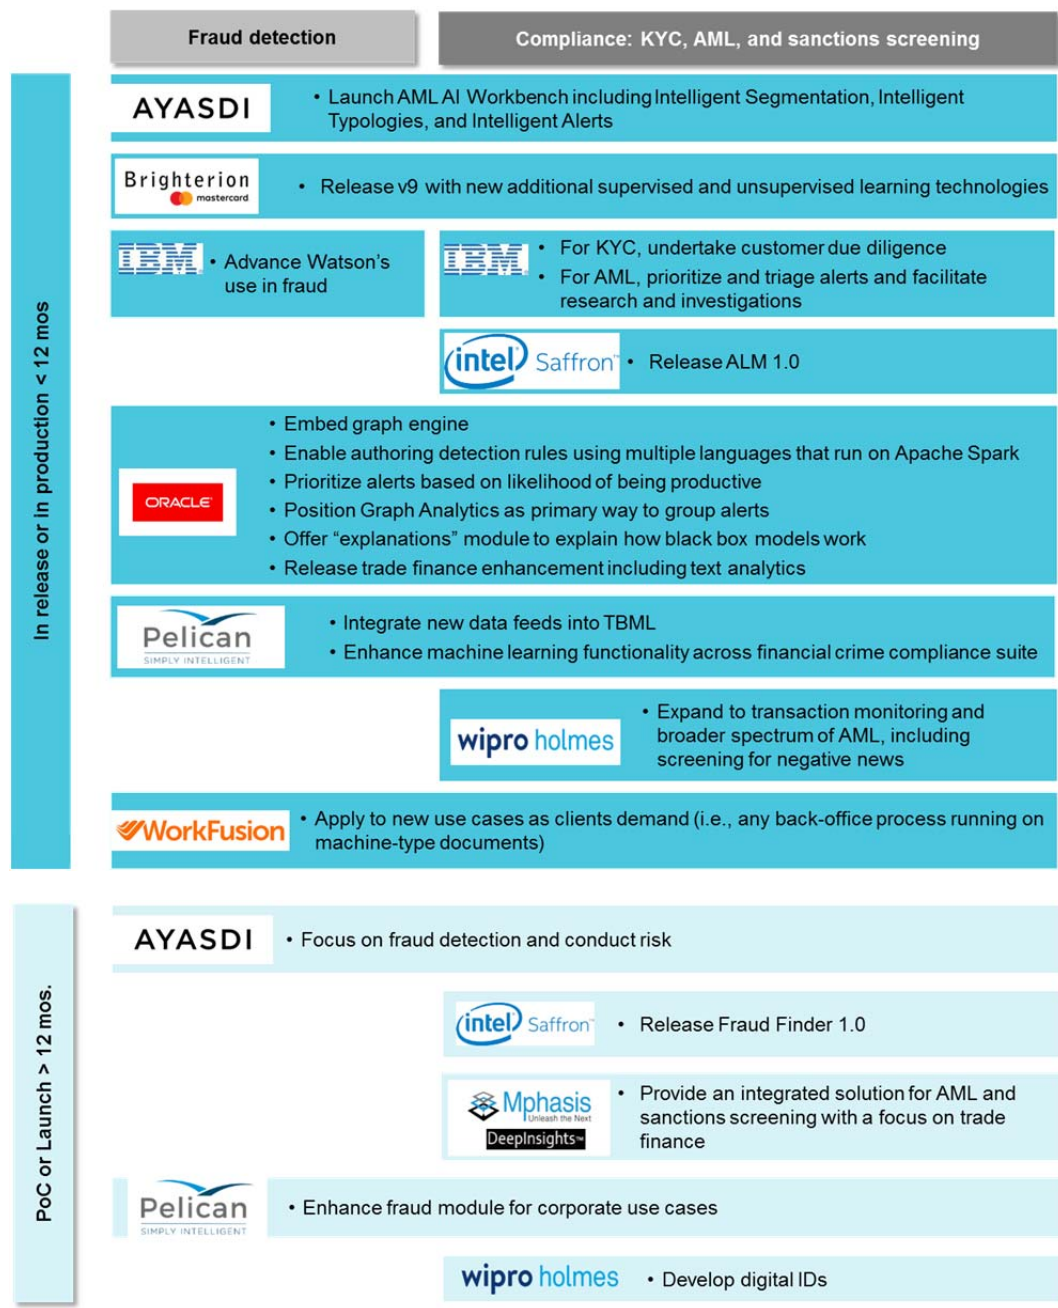 Fraud detection
Compliance: KYC, AML, and sanctions screening
In release or in production < 12 mos
AYASDI
• Launch AML AI Workbench including Intelligent Segmentation, Intelligent
Typologies, and Intelligent Alerts
Brighterion
mastercard
• Release v9 with new additional supervised and unsupervised learning technologies
IBM
• Advance Watson's
use in fraud
IBM
• For KYC, undertake customer due diligence
• For AML, prioritize and triage alerts and facilitate
research and investigations
intel Saffron™
• Release ALM 1.0
ORACLE
• Embed graph engine
• Enable authoring detection rules using multiple languages that run on Apache Spark
• Prioritize alerts based on likelihood of being productive
• Position Graph Analytics as primary way to group alerts
• Offer “explanations” module to explain how black box models work
• Release trade finance enhancement including text analytics
Pelican
SIMPLY INTELLIGENT
• Integrate new data feeds into TBML
• Enhance machine learning functionality across financial crime compliance suite
wipro holmes
• Expand to transaction monitoring and
broader spectrum of AML, including
screening for negative news
WorkFusion
• Apply to new use cases as clients demand (i.e., any back-office process running on
machine-type documents)
PoC or Launch > 12 mos.
AYASDI
• Focus on fraud detection and conduct risk
intel Saffron™
• Release Fraud Finder 1.0
Mphasis
Unleash the Next
DeepInsights™
• Provide an integrated solution for AML and
sanctions screening with a focus on trade
finance
Pelican
SIMPLY INTELLIGENT
• Enhance fraud module for corporate use cases
wipro holmes
• Develop digital IDs